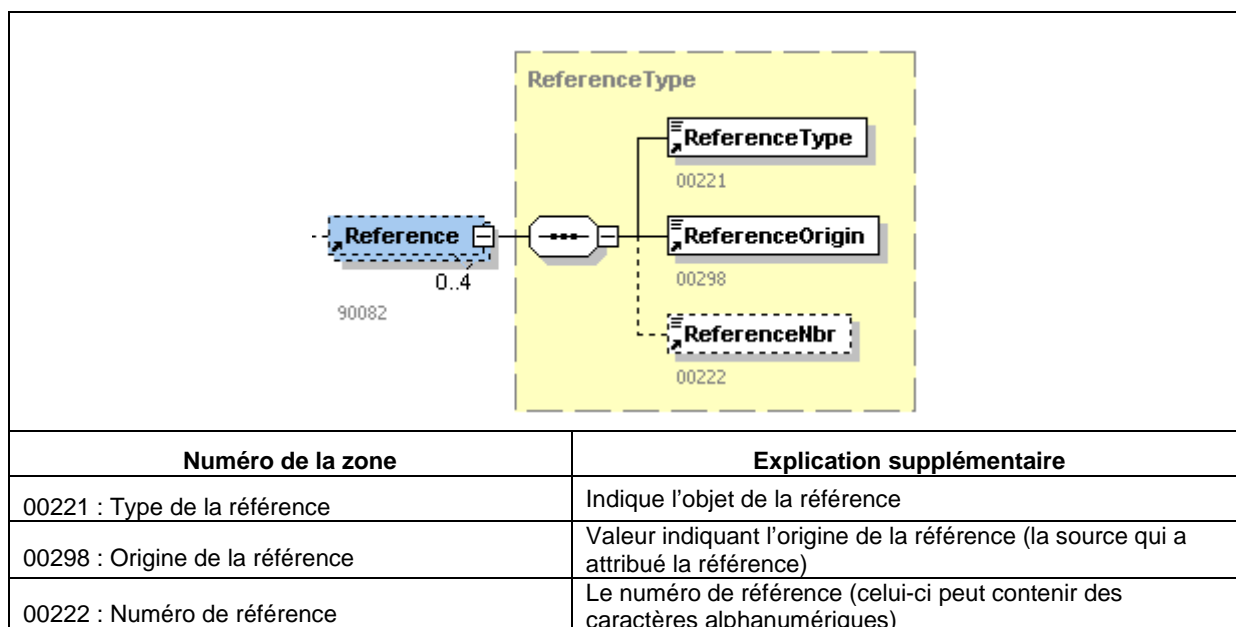 ReferenceType
ReferenceType
00221
Reference
0..4
90082
ReferenceOrigin
00298
ReferenceNbr
00222
Numéro de la zone
Explication supplémentaire
00221 : Type de la référence
Indique l’objet de la référence
00298 : Origine de la référence
Valeur indiquant l’origine de la référence (la source qui a
attribué la référence)
00222 : Numéro de référence
Le numéro de référence (celui-ci peut contenir des
caractères alphanumériques)